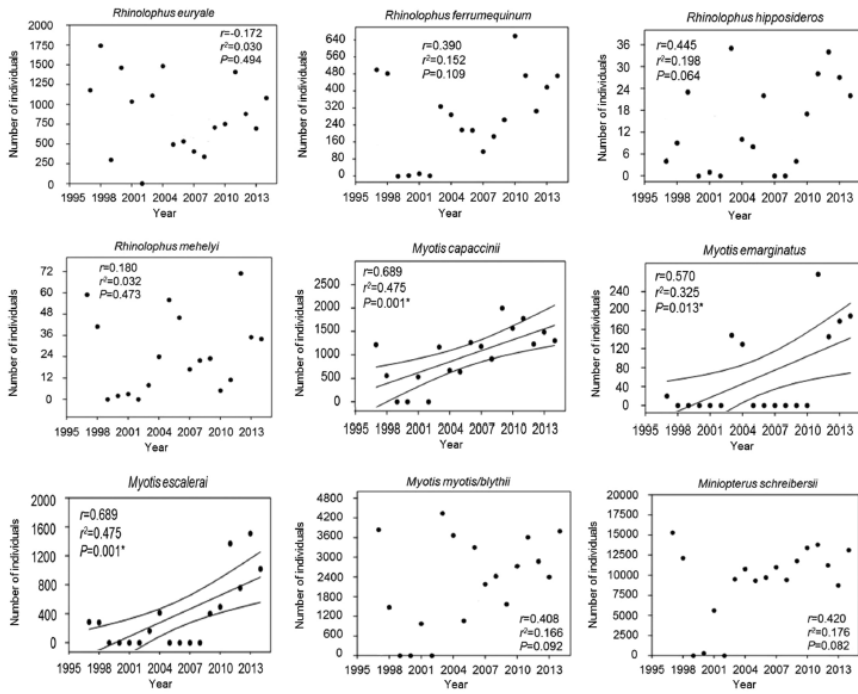 Rhinolophus euryale
2000
1750
1500
1250
1000
750
500
250
0
Number of individuals
r=-0.172
r²=0.030
P=0.494
1995 1998 2001 2004 2007 2010 2013
Year
Rhinolophus ferrumequinum
640
560
480
400
320
240
160
80
0
Number of individuals
r=0.390
r²=0.152
P=0.109
1995 1998 2001 2004 2007 2010 2013
Year
Rhinolophus hipposideros
36
30
24
18
12
6
0
Number of individuals
r=0.445
r²=0.198
P=0.064
1995 1998 2001 2004 2007 2010 2013
Year
Rhinolophus mehelyi
72
60
48
36
24
12
0
Number of individuals
r=0.180
r²=0.032
P=0.473
1995 1998 2001 2004 2007 2010 2013
Year
Myotis capaccinii
2500
2000
1500
1000
500
0
Number of individuals
r=0.689
r²=0.475
P=0.001*
1995 1998 2001 2004 2007 2010 2013
Year
Myotis emarginatus
240
200
160
120
80
40
0
Number of individuals
r=0.570
r²=0.325
P=0.013*
1995 1998 2001 2004 2007 2010 2013
Year
Myotis escalerai
2000
1600
1200
800
400
0
Number of individuals
r=0.689
r²=0.475
P=0.001*
1995 1998 2001 2004 2007 2010 2013
Year
Myotis myotis/blythii
4800
4200
3600
3000
2400
1800
1200
600
0
Number of individuals
r=0.408
r²=0.166
P=0.092
1995 1998 2001 2004 2007 2010 2013
Year
Miniopterus schreibersii
20000
17500
15000
12500
10000
7500
5000
2500
0
Number of individuals
r=0.420
r²=0.176
P=0.082
1995 1998 2001 2004 2007 2010 2013
Year